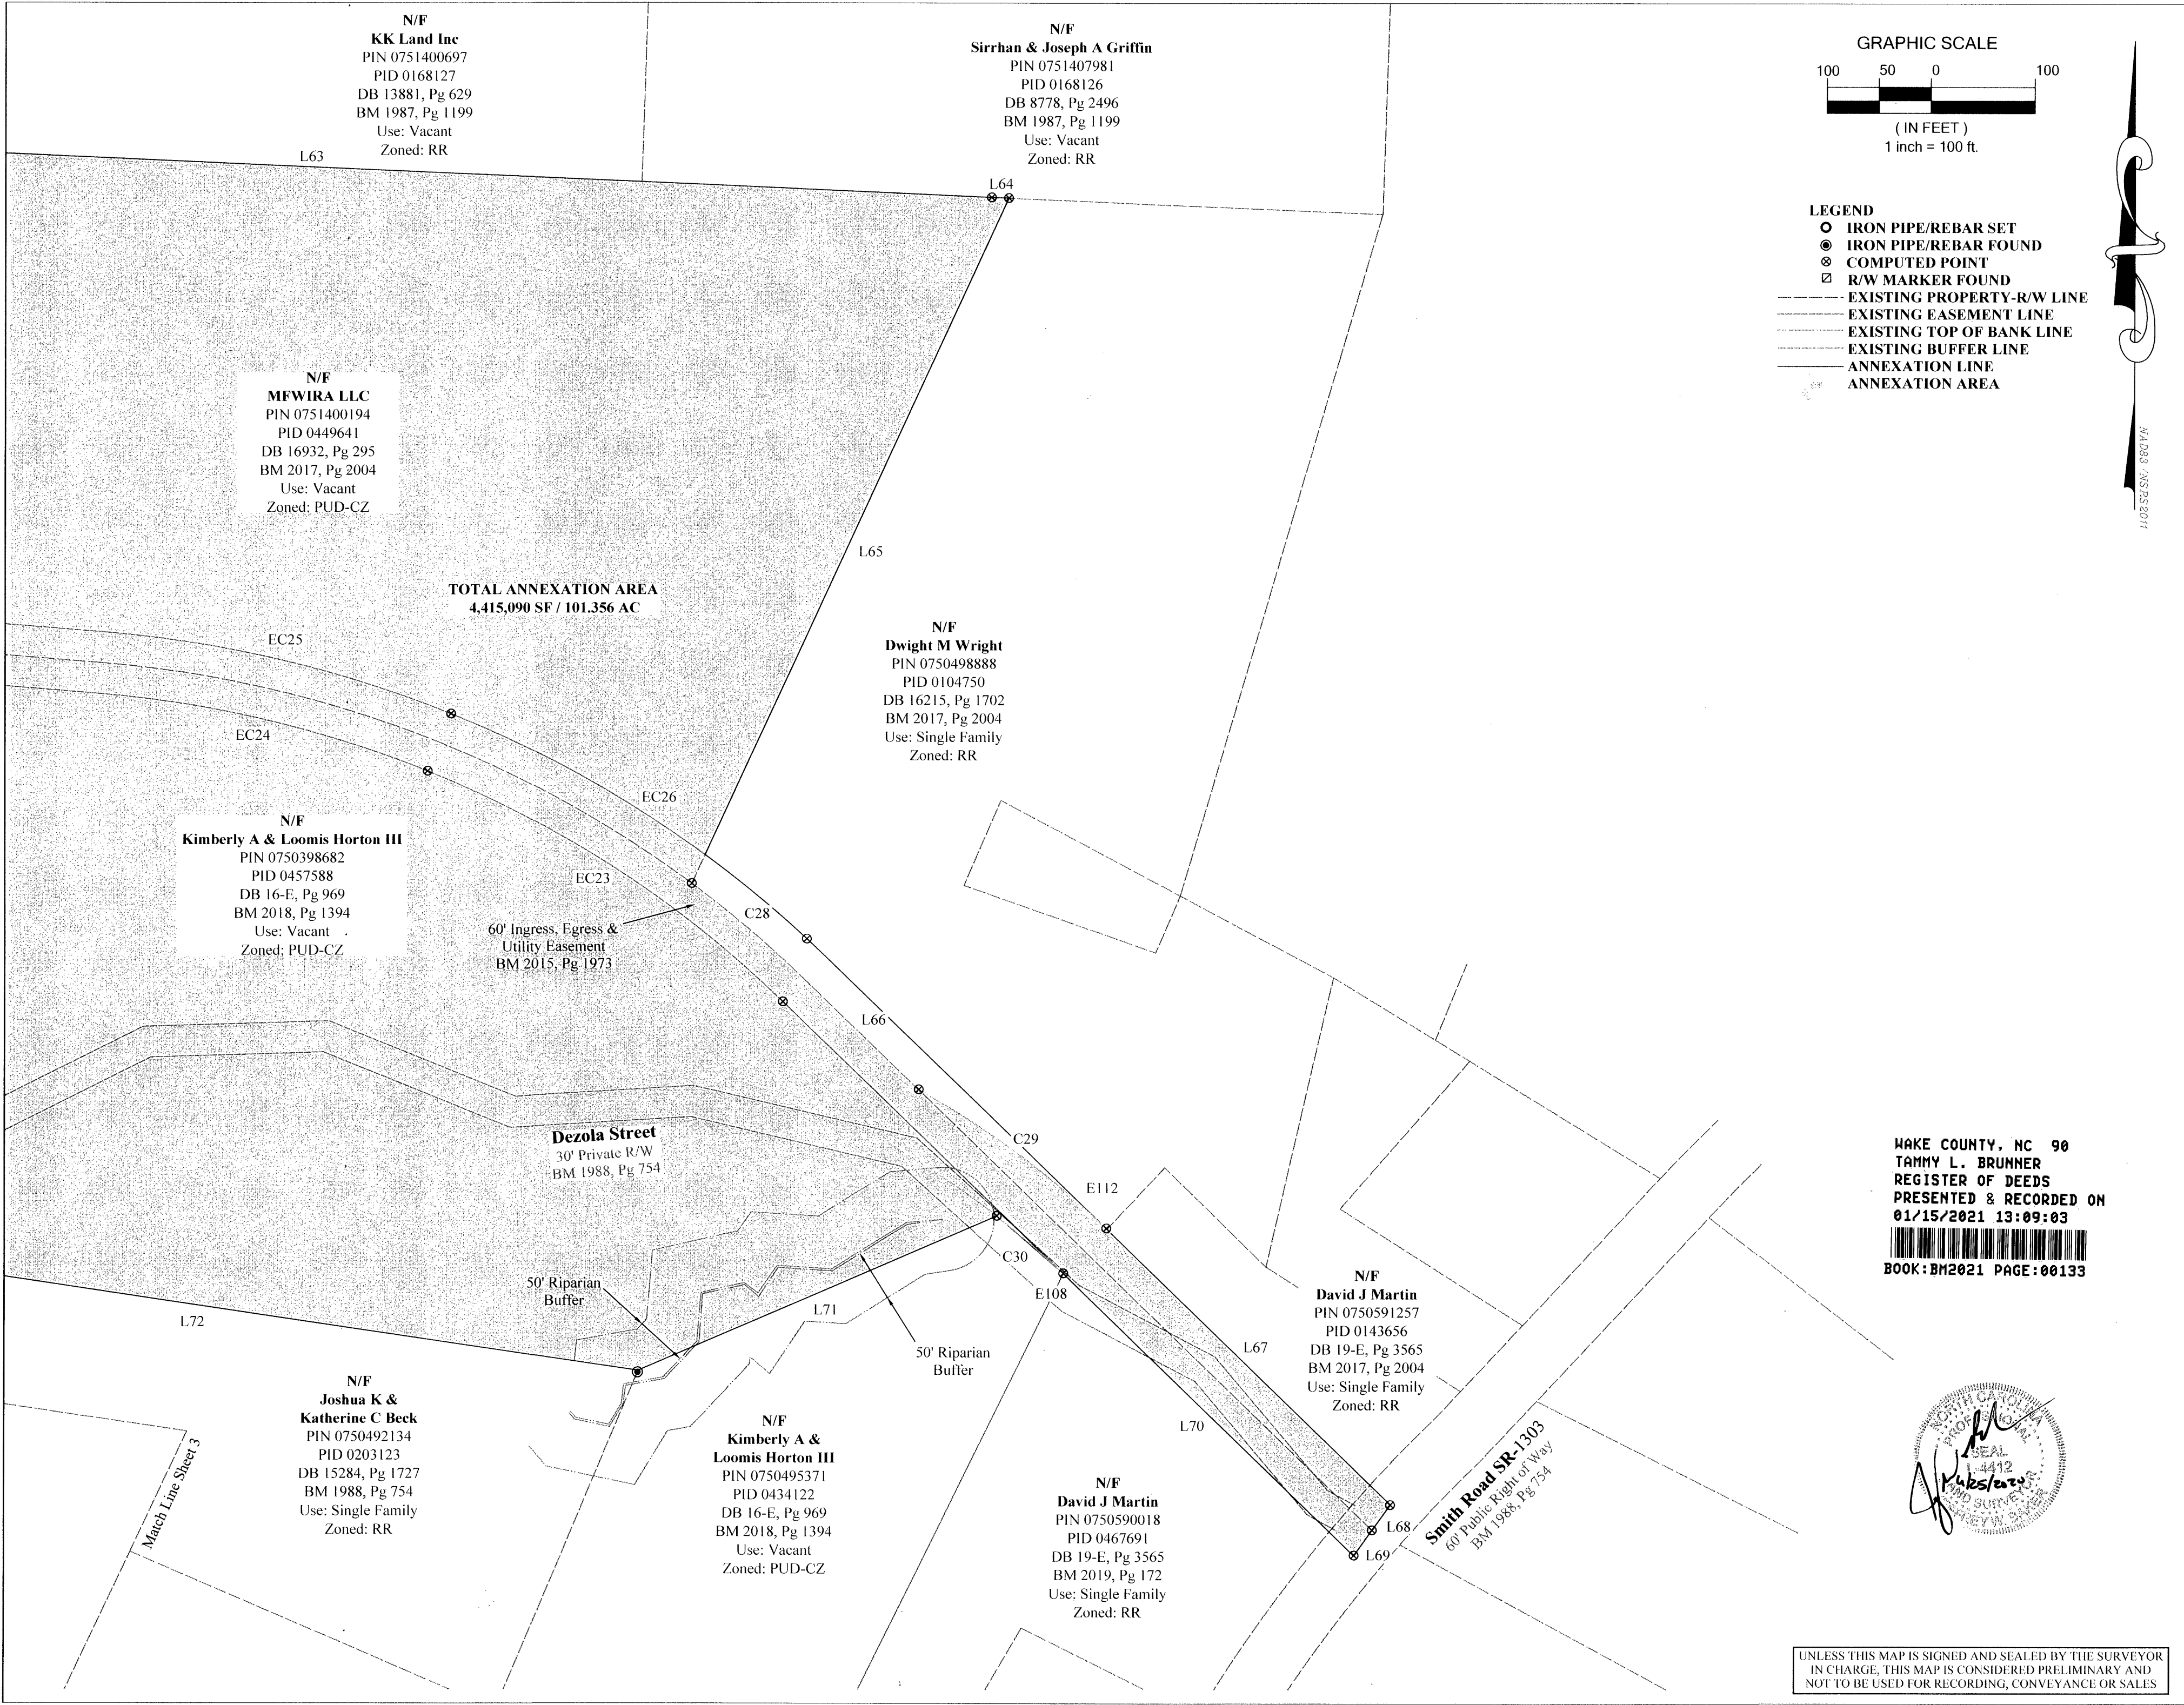 N/F
KK Land Inc
PIN 0751400697
PID 0168127
DB 13881, Pg 629
BM 1987, Pg 1199
Use: Vacant
Zoned: RR
N/F
Sirrhan & Joseph A Griffin
PIN 0751407981
PID 0168126
DB 8778, Pg 2496
BM 1987, Pg 1199
Use: Vacant
Zoned: RR
GRAPHIC SCALE
100 50 0 100
( IN FEET )
1 inch = 100 ft.
LEGEND
IRON PIPE/REBAR SET
IRON PIPE/REBAR FOUND
COMPUTED POINT
R/W MARKER FOUND
EXISTING PROPERTY-R/W LINE
EXISTING EASEMENT LINE
EXISTING TOP OF BANK LINE
EXISTING BUFFER LINE
ANNEXATION LINE
ANNEXATION AREA
NAD83 NSRS2011
L63
L64
N/F
MFWIRA LLC
PIN 0751400194
PID 0449641
DB 16932, Pg 295
BM 2017, Pg 2004
Use: Vacant
Zoned: PUD-CZ
L65
TOTAL ANNEXATION AREA
4,415,090 SF / 101.356 AC
EC25
N/F
Dwight M Wright
PIN 0750498888
PID 0104750
DB 16215, Pg 1702
BM 2017, Pg 2004
Use: Single Family
Zoned: RR
EC24
EC26
N/F
Kimberly A & Loomis Horton III
PIN 0750398682
PID 0457588
DB 16-E, Pg 969
BM 2018, Pg 1394
Use: Vacant
Zoned: PUD-CZ
EC23
C28
60' Ingress, Egress &
Utility Easement
BM 2015, Pg 1973
L66
Dezola Street
30' Private R/W
BM 1988, Pg 754
C29
E112
C30
E108
50' Riparian
Buffer
L71
L72
50' Riparian
Buffer
L67
N/F
David J Martin
PIN 0750591257
PID 0143656
DB 19-E, Pg 3565
BM 2017, Pg 2004
Use: Single Family
Zoned: RR
N/F
Joshua K &
Katherine C Beck
PIN 0750492134
PID 0203123
DB 15284, Pg 1727
BM 1988, Pg 754
Use: Single Family
Zoned: RR
Match Line Sheet 3
N/F
Kimberly A &
Loomis Horton III
PIN 0750495371
PID 0434122
DB 16-E, Pg 969
BM 2018, Pg 1394
Use: Vacant
Zoned: PUD-CZ
L70
N/F
David J Martin
PIN 0750590018
PID 0467691
DB 19-E, Pg 3565
BM 2019, Pg 172
Use: Single Family
Zoned: RR
L68
L69
Smith Road SR-1303
60' Public Right of Way
BM 1988, Pg 754
WAKE COUNTY, NC 90
TAMMY L. BRUNNER
REGISTER OF DEEDS
PRESENTED & RECORDED ON
01/15/2021 13:09:03
BOOK:BM2021 PAGE:00133
NORTH CAROLINA
PROFESSIONAL
SEAL
L-4412
LAND SURVEYOR
UNLESS THIS MAP IS SIGNED AND SEALED BY THE SURVEYOR
IN CHARGE, THIS MAP IS CONSIDERED PRELIMINARY AND
NOT TO BE USED FOR RECORDING, CONVEYANCE OR SALES